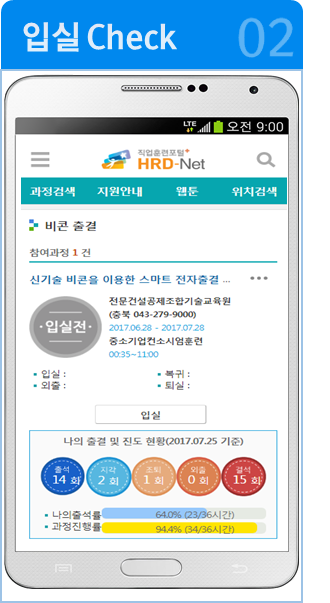 입실 Check 02
LTE 오전 9:00
직업훈련포털+
HRD-Net
과정검색 지원안내 웹툰 위치검색
비콘 출결
참여과정 1 건
신기술 비콘을 이용한 스마트 전자출결 ...
입실전
전문건설공제조합기술교육원
(충북 043-279-9000)
2017.06.28 - 2017.07.28
중소기업컨소시엄훈련
00:35~11:00
• 입실 : • 복귀 :
• 외출 : • 퇴실 :
입실
나의 출결 및 진도 현황(2017.07.25 기준)
출석 지각 조퇴 외출 결석
14 회 2 회 1 회 0 회 15 회
• 나의출석률 64.0% (23/36시간)
• 과정진행률 94.4% (34/36시간)